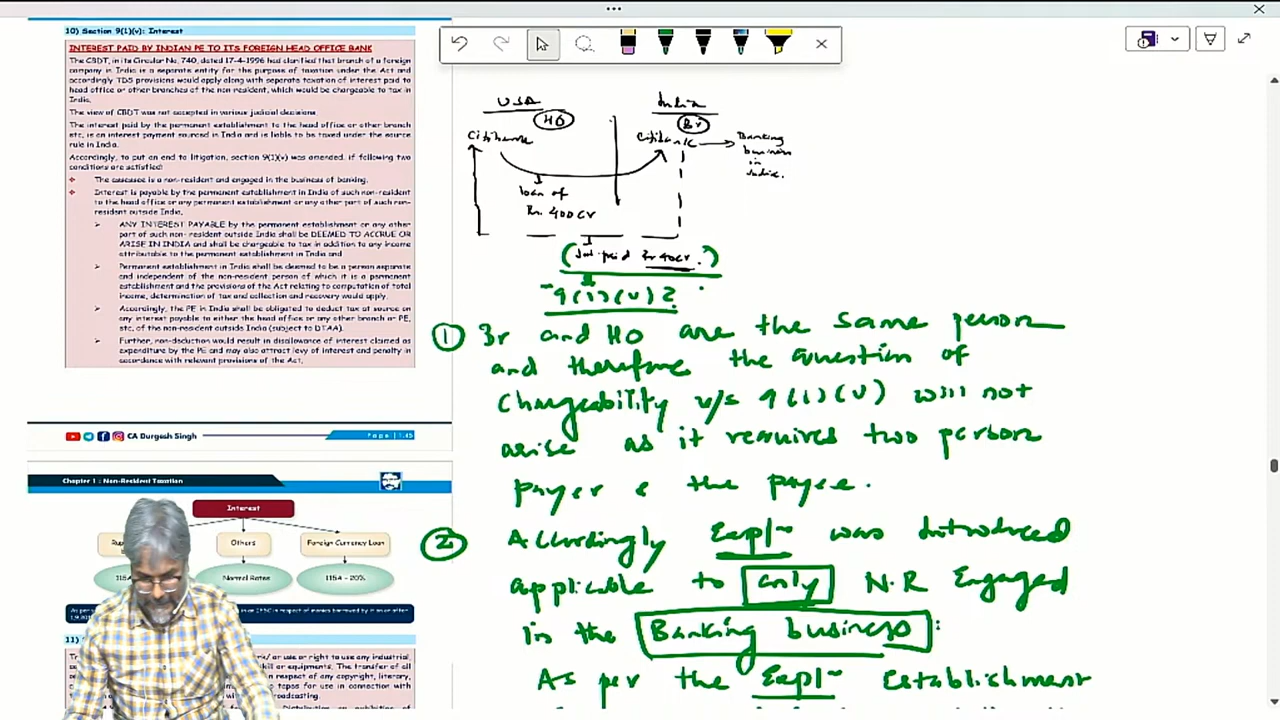 10) Section 9(1)(v): Interest
INTEREST PAID BY INDIAN PE TO ITS FOREIGN HEAD OFFICE BANK
The CBDT, in its Circular No. 740, dated 17-4-1996 had clarified that branch of a foreign
company in India is a separate entity for the purpose of taxation under the Act and
accordingly TDS provisions would apply along with separate taxation of interest paid to
head office or other branches of the non resident, which would be chargeable to tax in
India.
The view of CBDT was not accepted in various judicial decisions.
The interest paid by the permanent establishment to the head office or other branch
etc. is an interest payment sourced in India and is liable to be taxed under the source
rule in India.
Accordingly, to put an end to litigation, section 9(1)(v) was amended, if following two
conditions are satisfied:
The assessee is a non-resident and engaged in the business of banking.
Interest is payable by the permanent establishment in India of such non-resident
to the head office or any permanent establishment or any other part of such non-
resident outside India,
ANY INTEREST PAYABLE by the permanent establishment or any other
part of such non- resident outside India shall be DEEMED TO ACCRUE OR
ARISE IN INDIA and shall be chargeable to tax in addition to any income
attributable to the permanent establishment in India and
Permanent establishment in India shall be deemed to be a person separate
and independent of the non-resident person of which it is a permanent
establishment and the provisions of the Act relating to computation of total
income, determination of tax and collection and recovery would apply.
Accordingly, the PE in India shall be obligated to deduct tax at source on
any interest payable to either the head office or any other branch or PE,
etc. of the non-resident outside India (subject to DTAA).
Further, non-deduction would result in disallowance of interest claimed as
expenditure by the PE and may also attract levy of interest and penalty in
accordance with relevant provisions of the Act.
CA Durgesh Singh
Page | 1.45
Chapter 1 : Non-Resident Taxation
Interest
Others
Foreign Currency Loan
Normal Rates
115A - 20%
11)
USA
India
HO
Br
Citibank
Citibank
Banking
business
in
India.
loan of
Rs. 400 Cr
Int. paid Rs 40 Cr.
9(1)(v)?
① Br and HO are the same person
and therefore the question of
Chargeability u/s 9(1)(v) will not
arise as it requires two person
payer & the payee.
② Accordingly Expl~ was introduced
applicable to only N.R Engaged
in the Banking business
As per the Expl~ Establishment